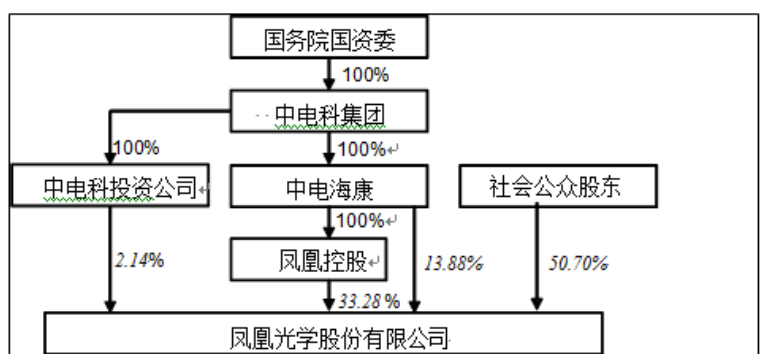 国务院国资委
100%
中电科集团
100%
100%
中电科投资公司
中电海康
社会公众股东
100%
凤凰控股
2.14%
13.88%
50.70%
33.28%
凤凰光学股份有限公司